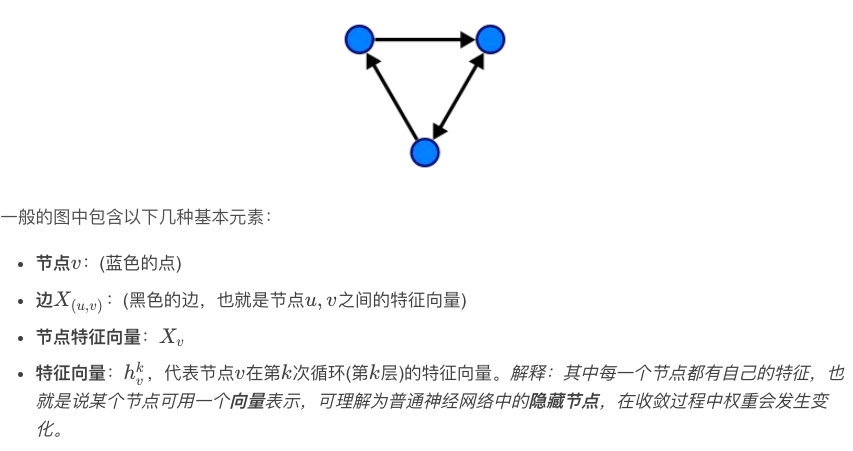 一般的图中包含以下几种基本元素：
• 节点v：(蓝色的点)
• 边X_{(u,v)}：(黑色的边，也就是节点u, v之间的特征向量)
• 节点特征向量：X_v
• 特征向量：h_v^k，代表节点v在第k次循环(第k层)的特征向量。解释：其中每一个节点都有自己的特征，也
就是说某个节点可用一个向量表示，可理解为普通神经网络中的隐藏节点，在收敛过程中权重会发生变
化。